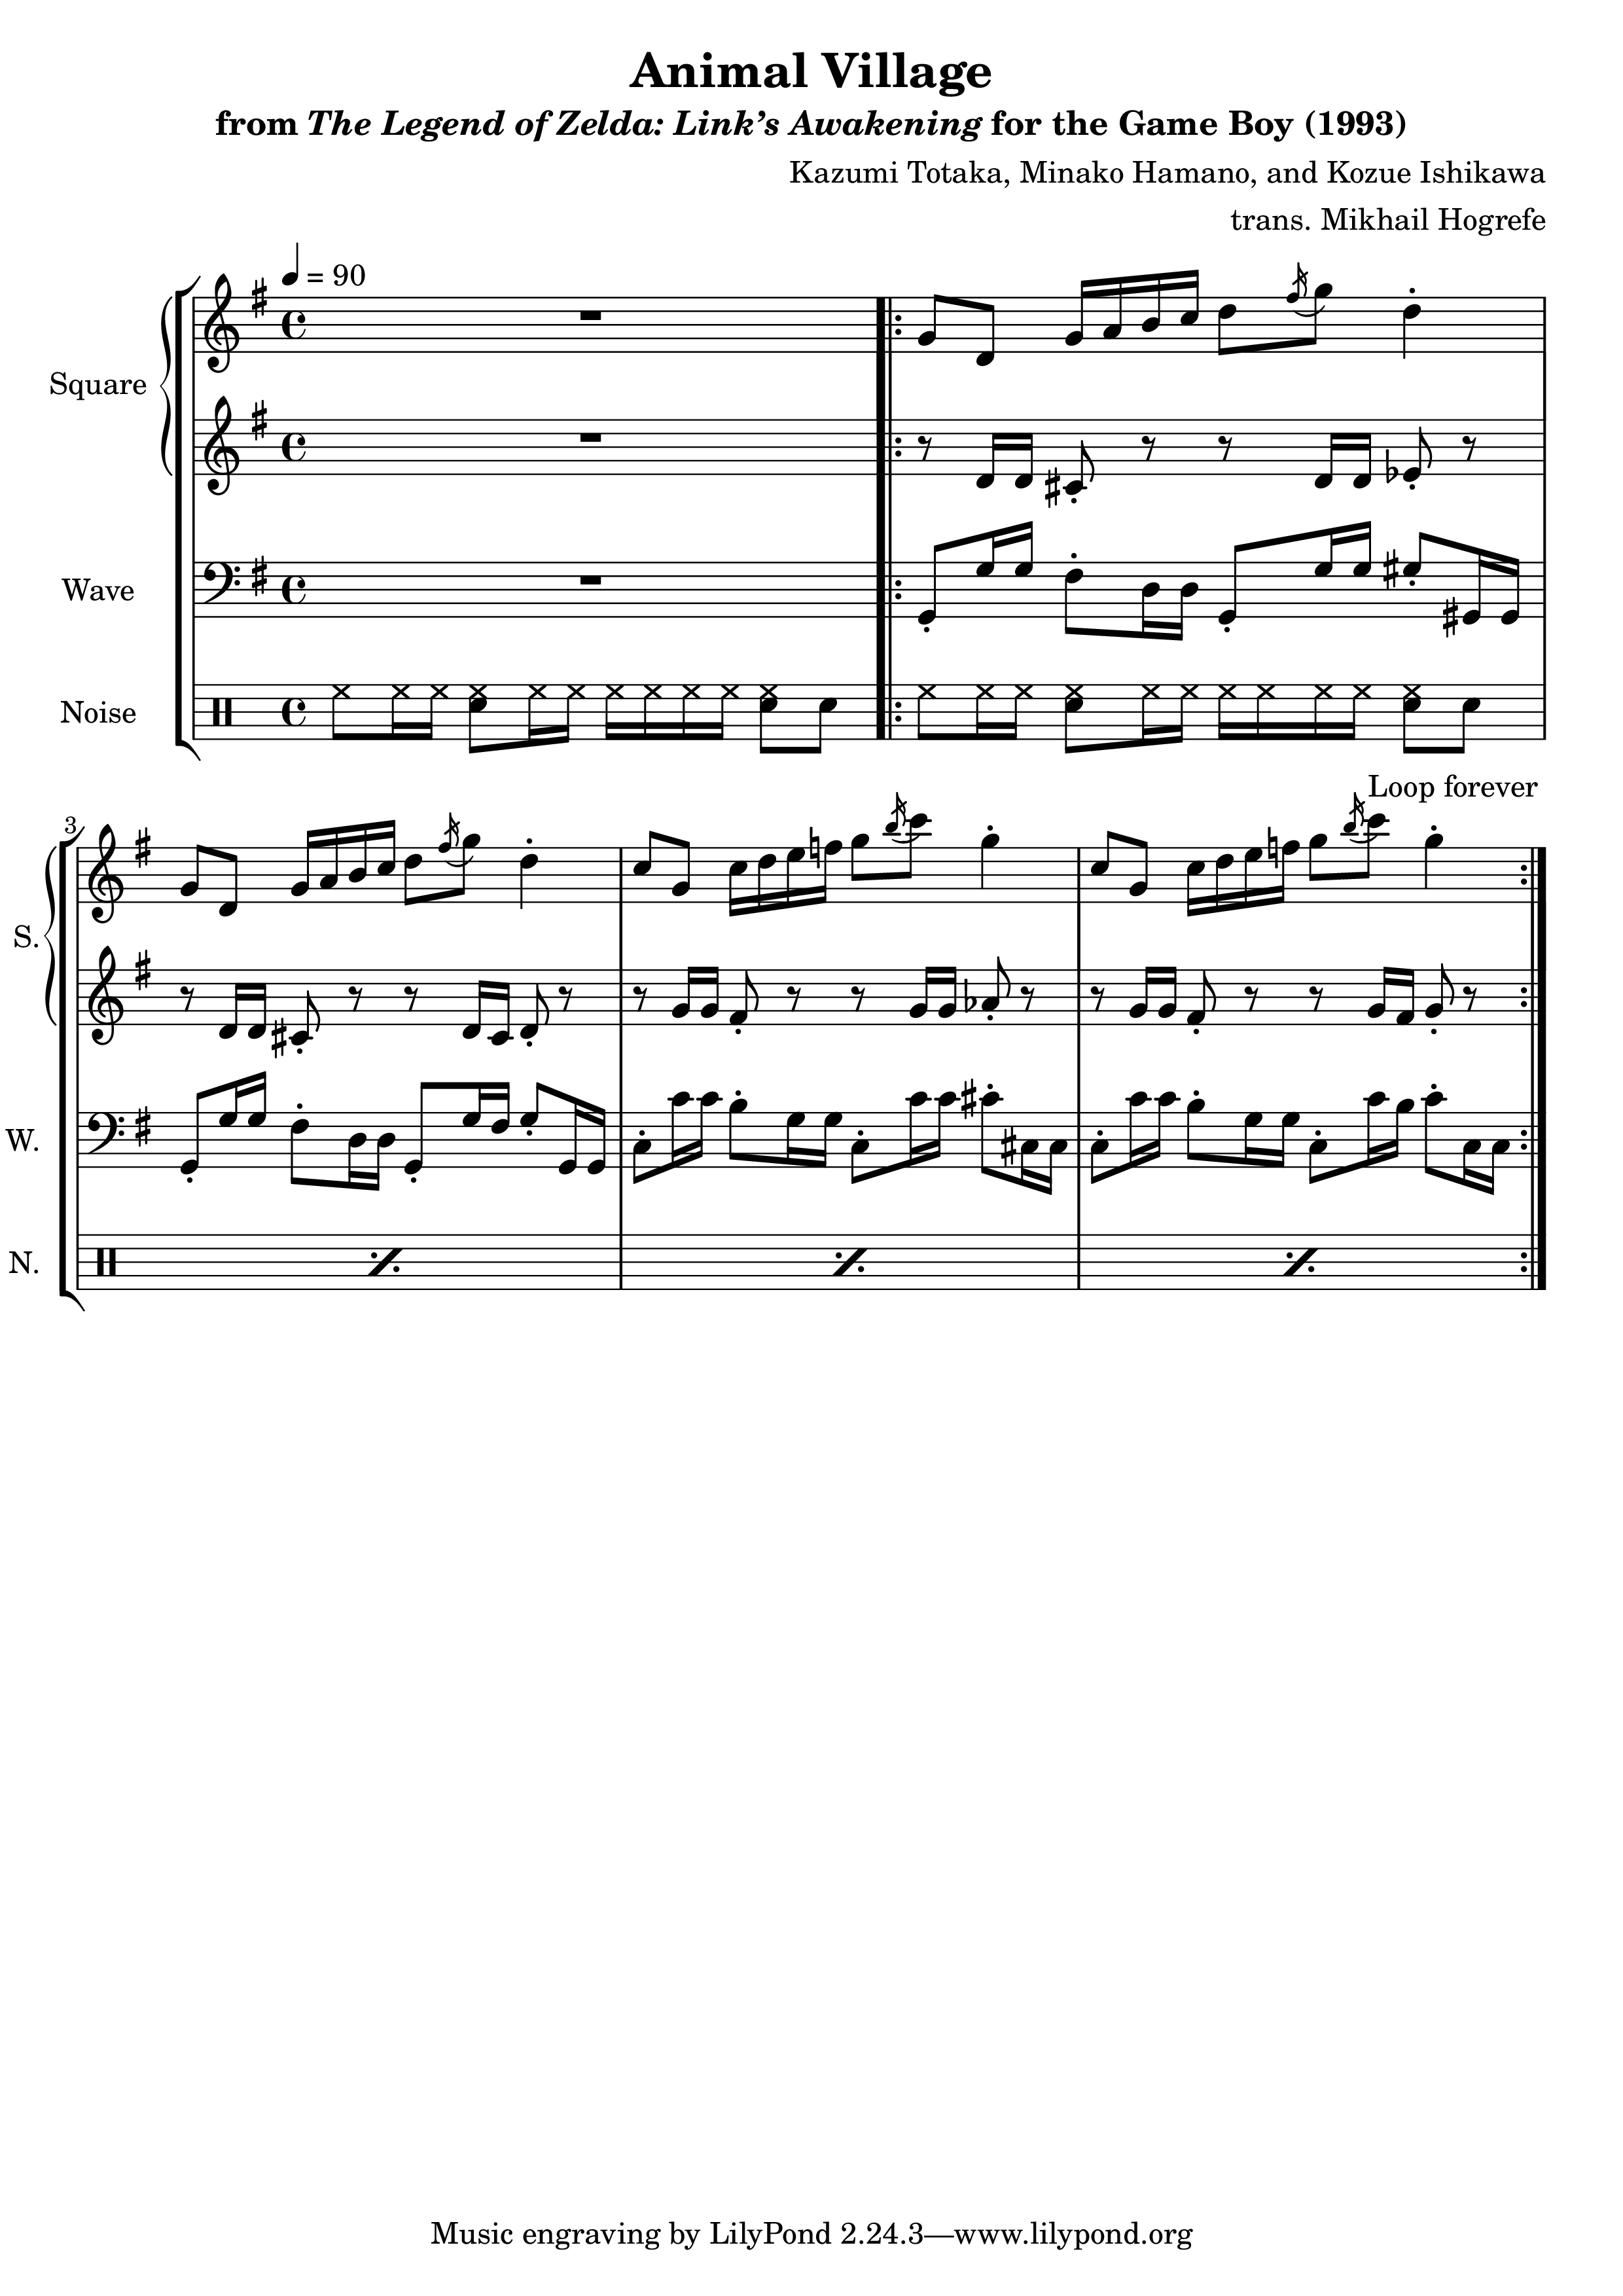 Animal Village
from The Legend of Zelda: Link’s Awakening for the Game Boy (1993)
Kazumi Totaka, Minako Hamano, and Kozue Ishikawa
trans. Mikhail Hogrefe
= 90
Square
Wave
Noise
Loop forever
3
S.
W.
N.
Music engraving by LilyPond 2.24.3—www.lilypond.org